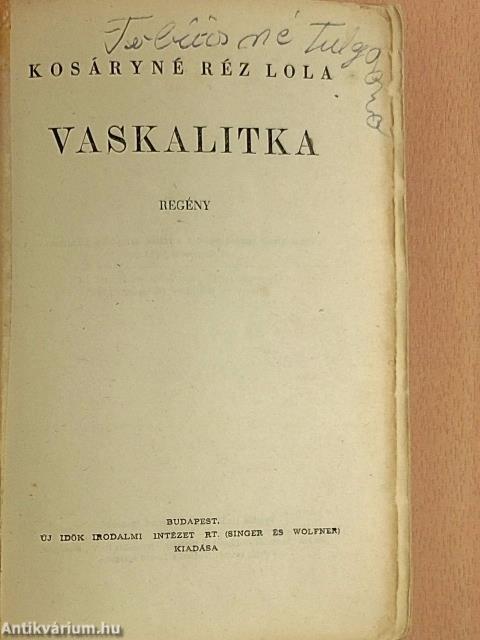 KOSÁRYNÉ RÉZ LOLA
VASKALITKA
REGÉNY
BUDAPEST,
ÚJ IDŐK IRODALMI INTÉZET RT. (SINGER ÉS WOLFNER)
KIADÁSA
Antikvárium.hu